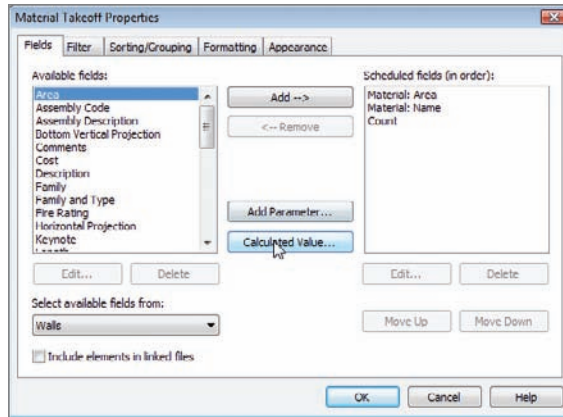 Material Takeoff Properties
Fields Filter Sorting/Grouping Formatting Appearance
Available fields:
Area
Assembly Code
Assembly Description
Bottom Vertical Projection
Comments
Cost
Description
Family
Family and Type
Fire Rating
Horizontal Projection
Keynote
Length
Add -->
<-- Remove
Add Parameter...
Calculated Value...
Scheduled fields (in order):
Material: Area
Material: Name
Count
Edit... Delete
Edit... Delete
Select available fields from:
Walls
Move Up Move Down
Include elements in linked files
OK Cancel Help